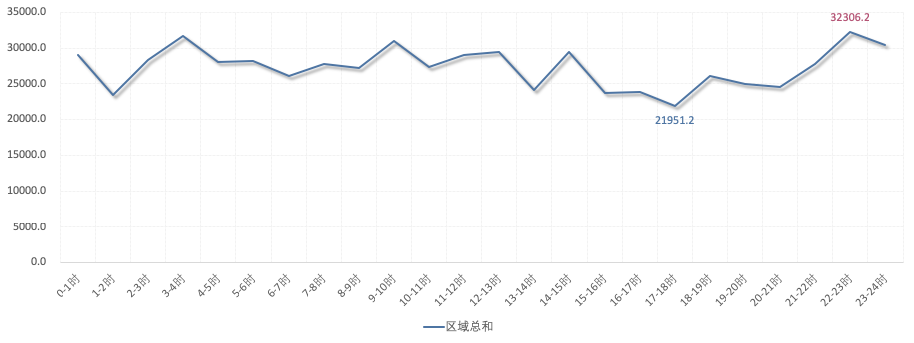 35000.0
32306.2
30000.0
25000.0
20000.0
21951.2
15000.0
10000.0
5000.0
0.0
0-1时
1-2时
2-3时
3-4时
4-5时
5-6时
6-7时
7-8时
8-9时
9-10时
10-11时
11-12时
12-13时
13-14时
14-15时
15-16时
16-17时
17-18时
18-19时
19-20时
20-21时
21-22时
22-23时
23-24时
区域总和